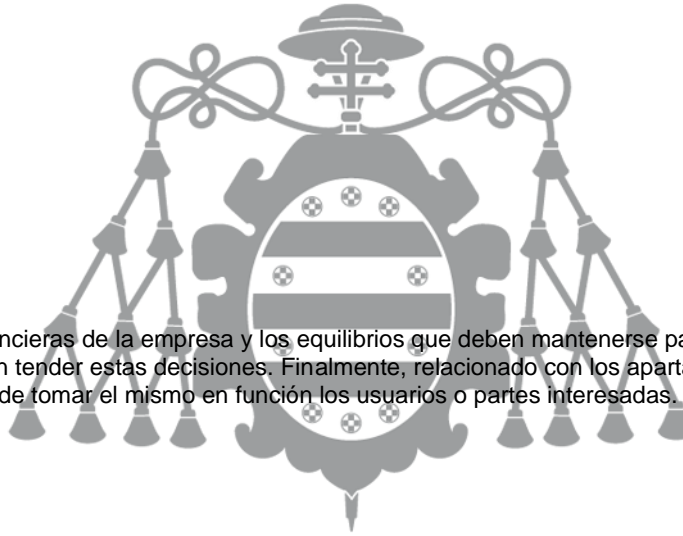 ncieras de la empresa y los equilibrios que deben mantenerse pa
n tender estas decisiones. Finalmente, relacionado con los aparta
de tomar el mismo en función los usuarios o partes interesadas.